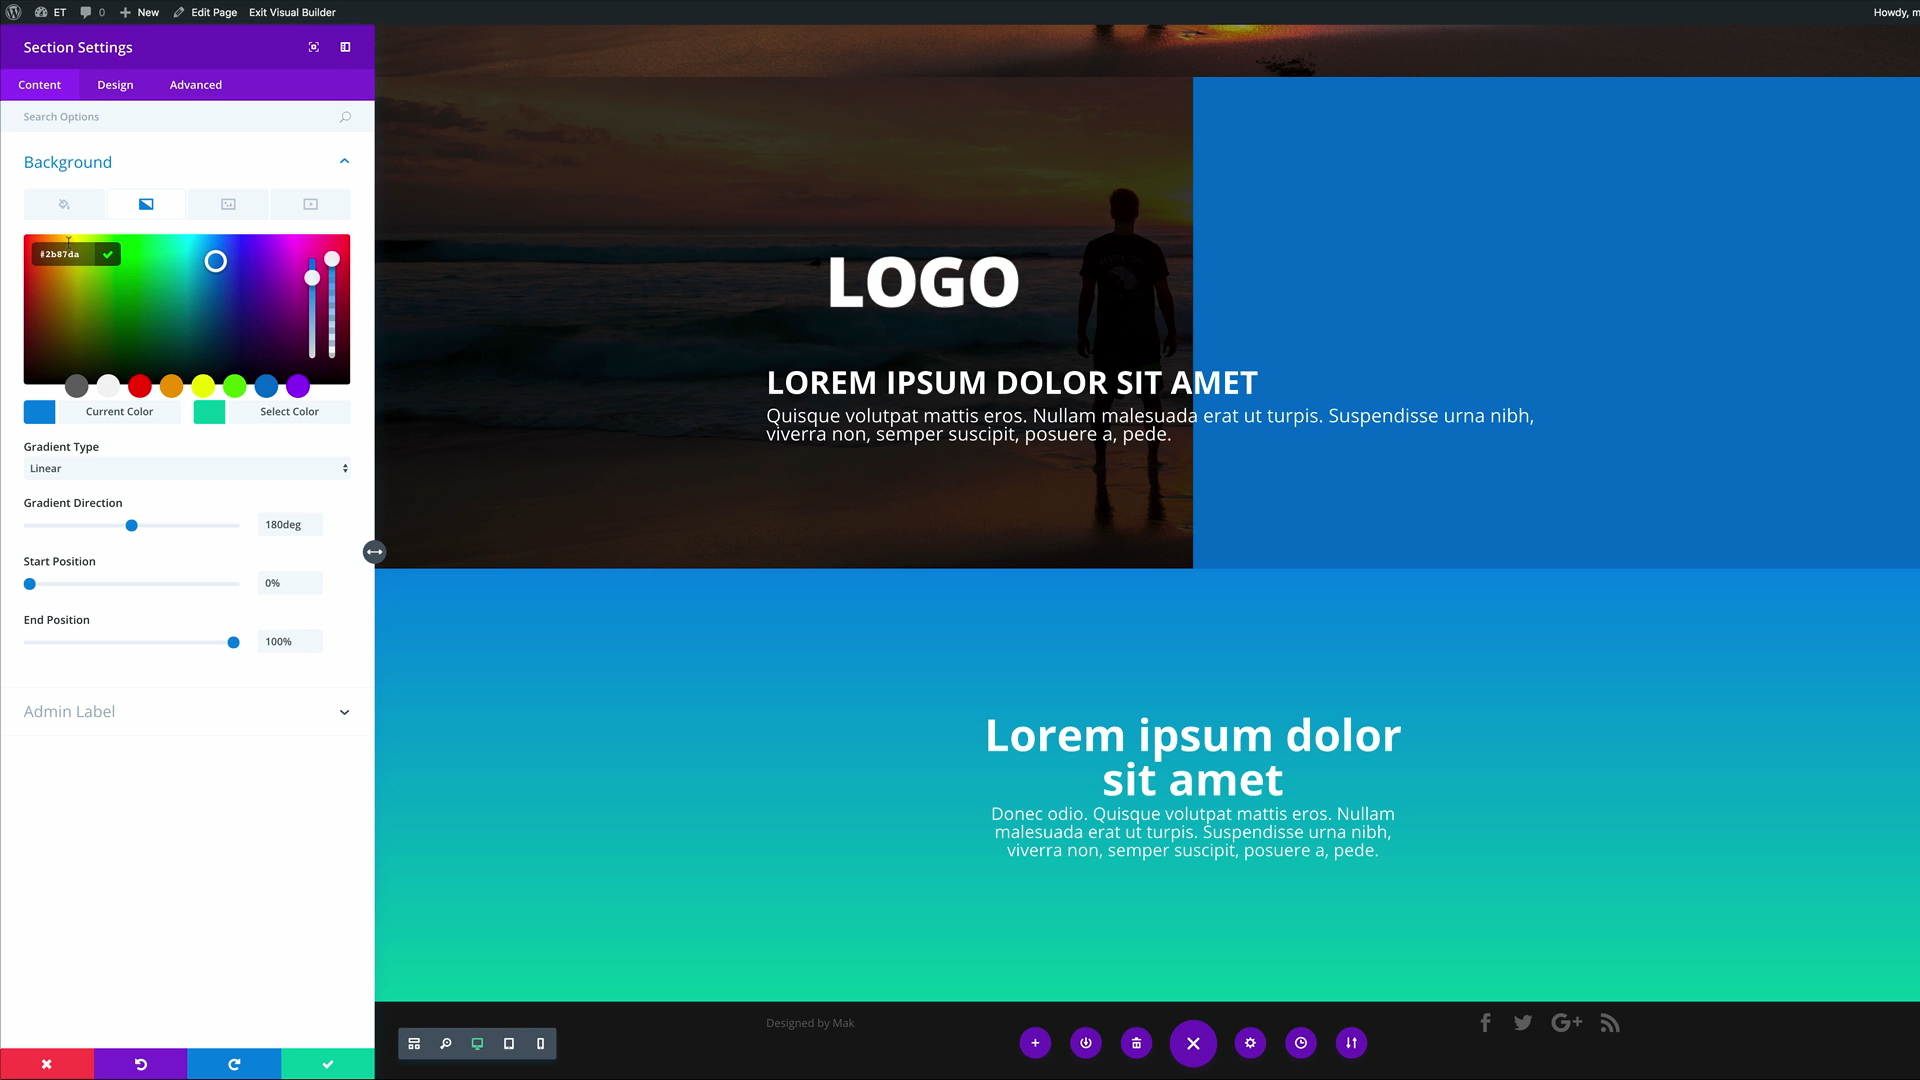 ET
0
New
Edit Page
Exit Visual Builder
Howdy, m
Section Settings
Content
Design
Advanced
Search Options
Background
#2b87da
Current Color
Select Color
Gradient Type
Linear
Gradient Direction
180deg
Start Position
0%
End Position
100%
Admin Label
LOGO
LOREM IPSUM DOLOR SIT AMET
Quisque volutpat mattis eros. Nullam malesuada erat ut turpis. Suspendisse urna nibh,
viverra non, semper suscipit, posuere a, pede.
Lorem ipsum dolor
sit amet
Donec odio. Quisque volutpat mattis eros. Nullam
malesuada erat ut turpis. Suspendisse urna nibh,
viverra non, semper suscipit, posuere a, pede.
Designed by Mak